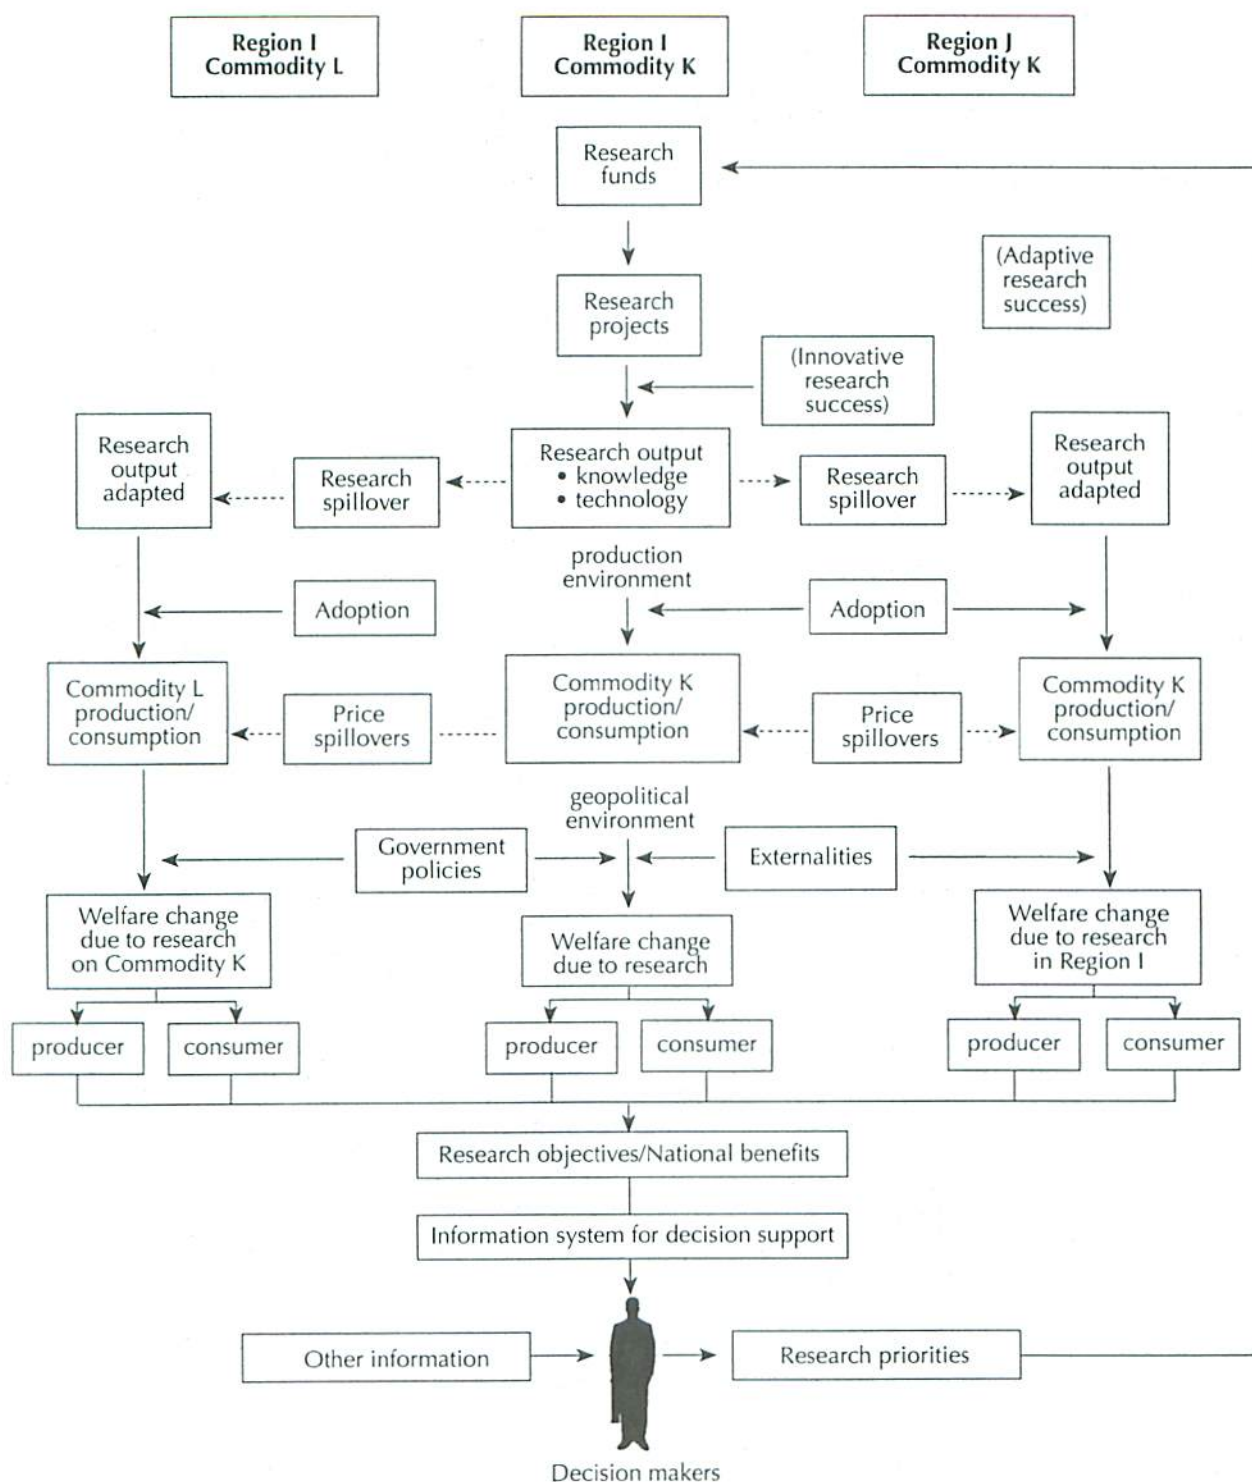 Region I
Commodity L
Region I
Commodity K
Region J
Commodity K
Research
funds
(Adaptive
research
success)
Research
projects
(Innovative
research
success)
Research
output
adapted
Research
spillover
Research output
• knowledge
• technology
Research
spillover
Research
output
adapted
production
environment
Adoption
Adoption
Commodity L
production/
consumption
Price
spillovers
Commodity K
production/
consumption
Price
spillovers
Commodity K
production/
consumption
geopolitical
environment
Government
policies
Externalities
Welfare change
due to research
on Commodity K
Welfare change
due to research
Welfare change
due to research
in Region I
producer
consumer
producer
consumer
producer
consumer
Research objectives/National benefits
Information system for decision support
Other information
Research priorities
Decision makers